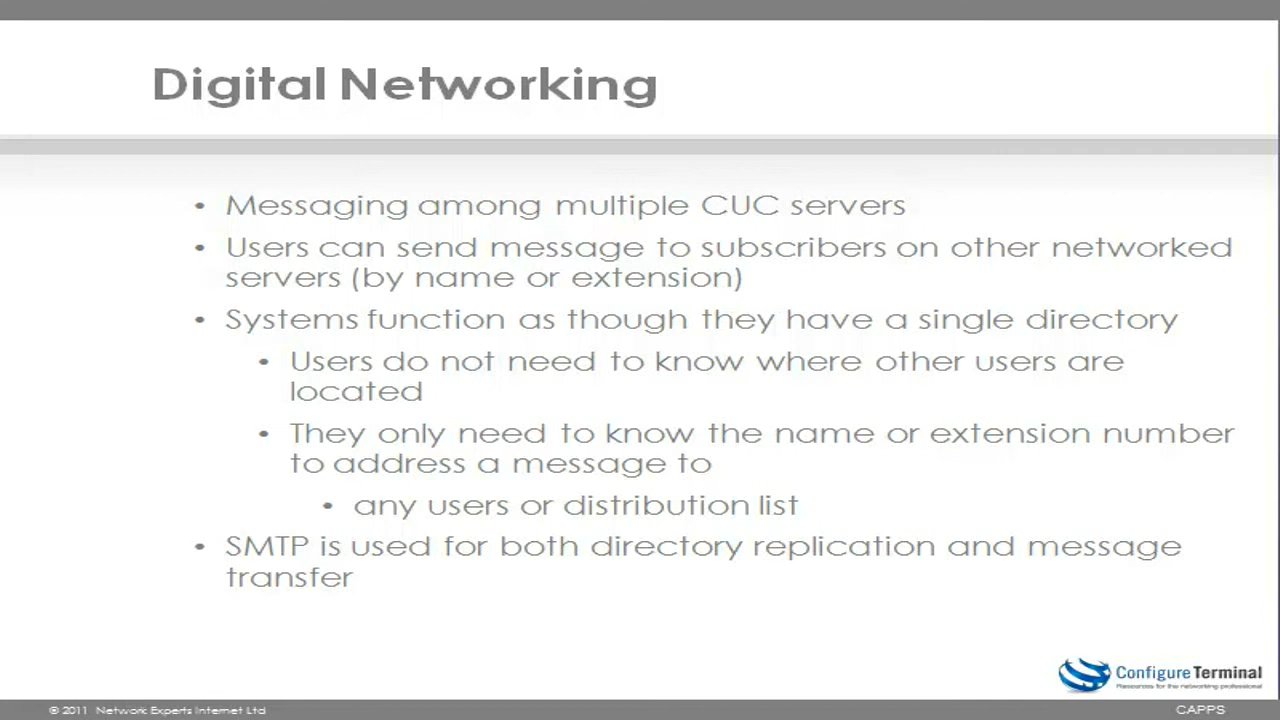 Digital Networking
• Messaging among multiple CUC servers
• Users can send message to subscribers on other networked
servers (by name or extension)
• Systems function as though they have a single directory
• Users do not need to know where other users are
located
• They only need to know the name or extension number
to address a message to
• any users or distribution list
• SMTP is used for both directory replication and message
transfer
Configure Terminal
Resources for the networking professional
© 2011 Network Experts Internet Ltd
CAPPS